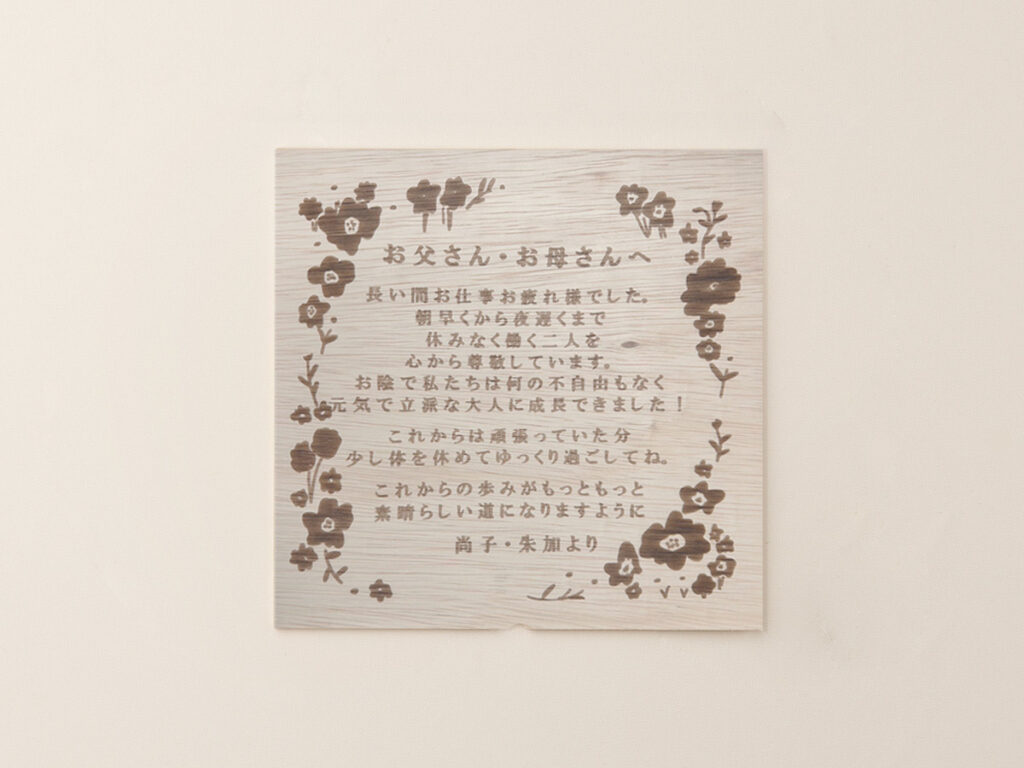 お父さん・お母さんへ
長い間お仕事お疲れ様でした。
朝早くから夜遅くまで
休みなく働く二人を
心から尊敬しています。
お陰で私たちは何の不自由もなく
元気で立派な大人に成長できました！
これからは頑張っていた分
少し体を休めてゆっくり過ごしてね。
これからの歩みがもっともっと
素晴らしい道になりますように
尚子・朱加より